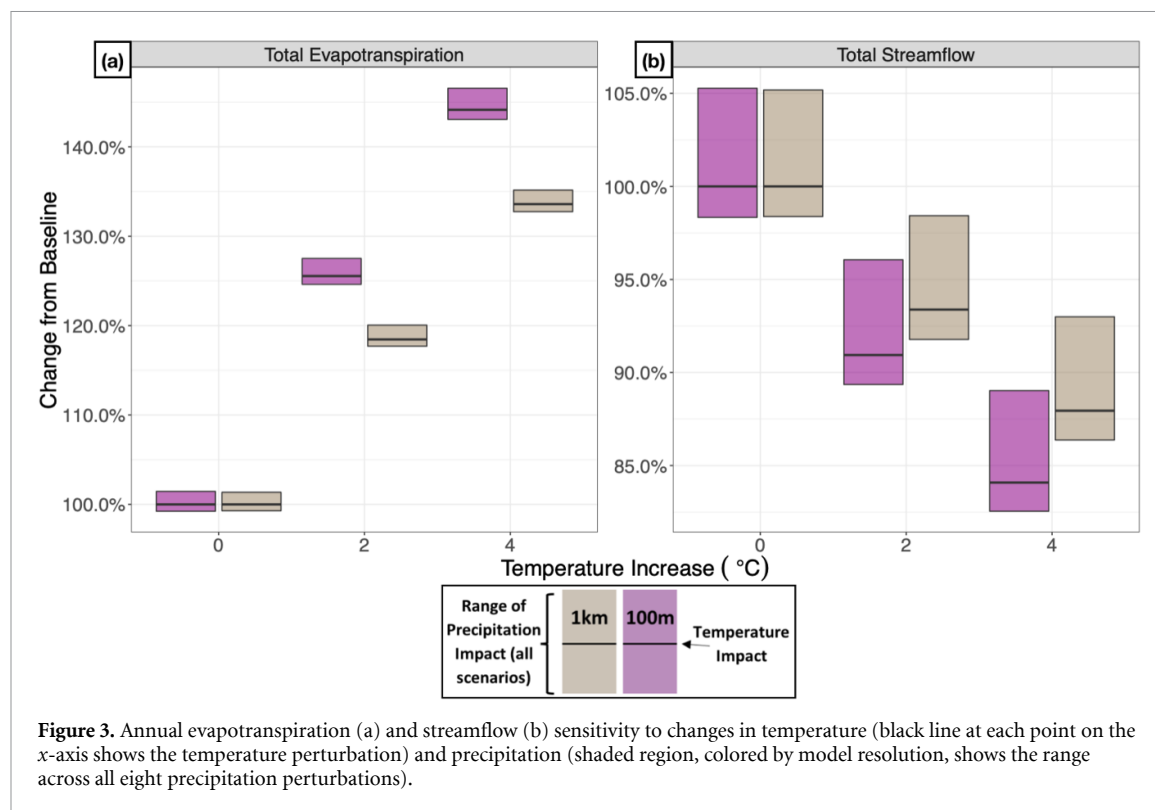 (a)
Total Evapotranspiration
(b)
Total Streamflow
Change from Baseline
140.0%
130.0%
120.0%
110.0%
100.0%
0
2
4
105.0%
100.0%
95.0%
90.0%
85.0%
0
2
4
Temperature Increase ( °C)
Range of
Precipitation
Impact (all
scenarios)
1km
100m
Temperature
Impact
Figure 3. Annual evapotranspiration (a) and streamflow (b) sensitivity to changes in temperature (black line at each point on the
x-axis shows the temperature perturbation) and precipitation (shaded region, colored by model resolution, shows the range
across all eight precipitation perturbations).